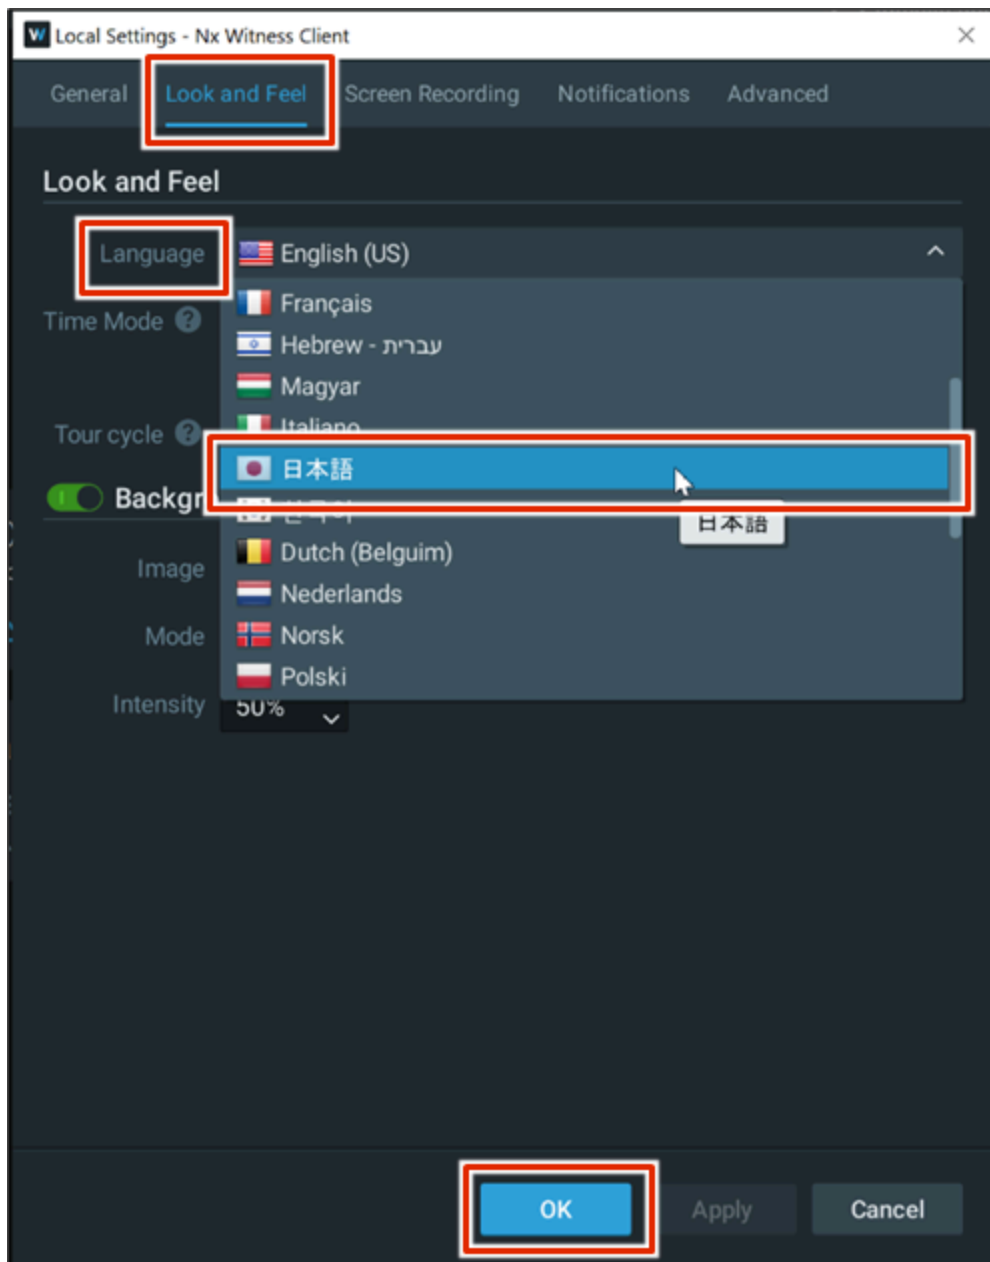 Local Settings - Nx Witness Client
General Look and Feel Screen Recording Notifications Advanced
Look and Feel
Language English (US)
Français
Time Mode
Hebrew - עברית
Magyar
Italiano
Tour cycle
日本語
Backgr
日本語
Dutch (Belguim)
Image
Nederlands
Mode Norsk
Polski
Intensity 50%
OK Apply Cancel